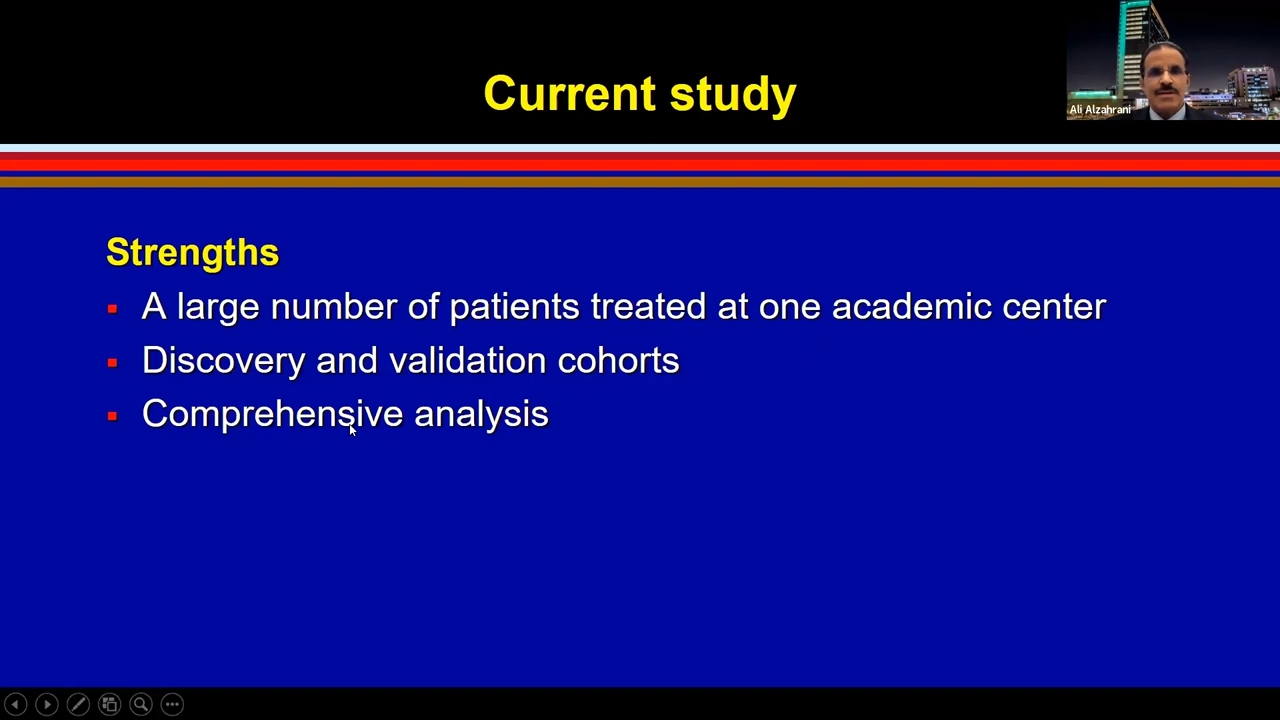 Current study
Ali Alzahrani
Strengths
A large number of patients treated at one academic center
Discovery and validation cohorts
Comprehensive analysis